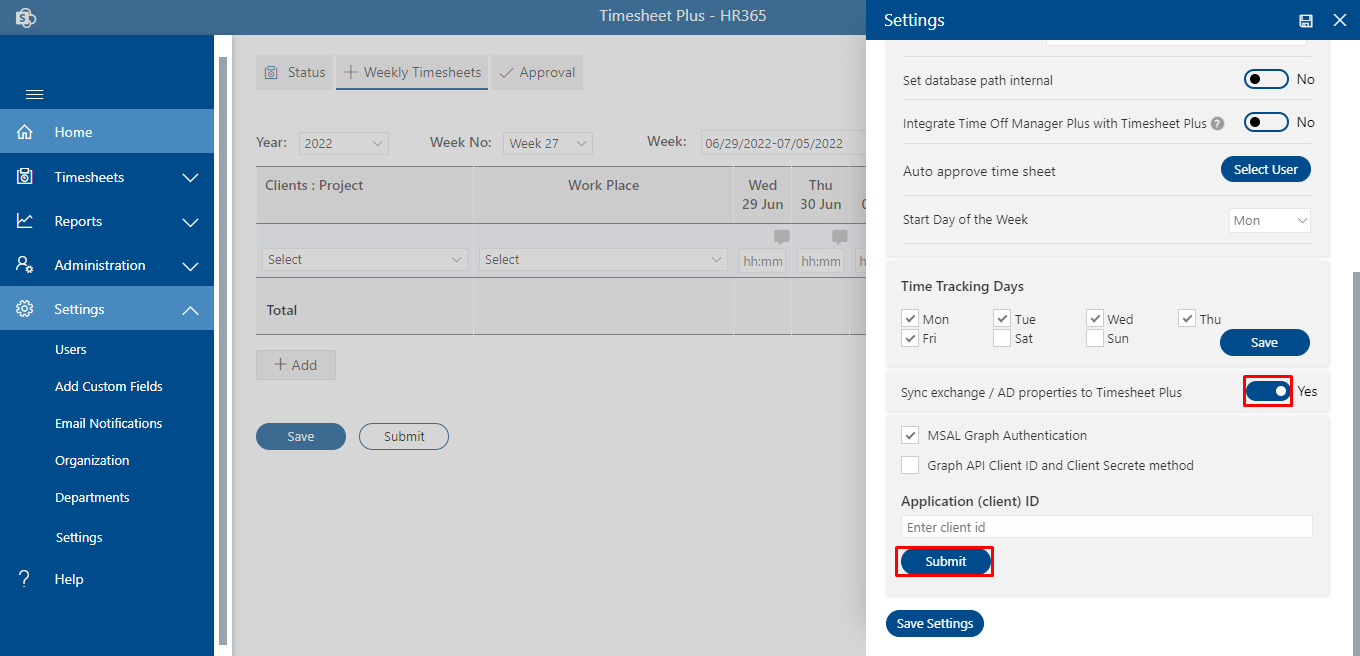 Timesheet Plus - HR365
Home
Timesheets
Reports
Administration
Settings
Users
Add Custom Fields
Email Notifications
Organization
Departments
Settings
? Help
Status
Weekly Timesheets
Approval
Year: 2022 Week No: Week 27 Week: 06/29/2022-07/05/2022
Clients : Project Work Place Wed Thu
29 Jun 30 Jun
Select Select hh:mm hh:mm
Total
+ Add
Save Submit
Settings
Set database path internal No
Integrate Time Off Manager Plus with Timesheet Plus ? No
Auto approve time sheet Select User
Start Day of the Week Mon
Time Tracking Days
Mon Tue Wed Thu
Fri Sat Sun
Save
Sync exchange / AD properties to Timesheet Plus Yes
MSAL Graph Authentication
Graph API Client ID and Client Secrete method
Application (client) ID
Enter client id
Submit
Save Settings